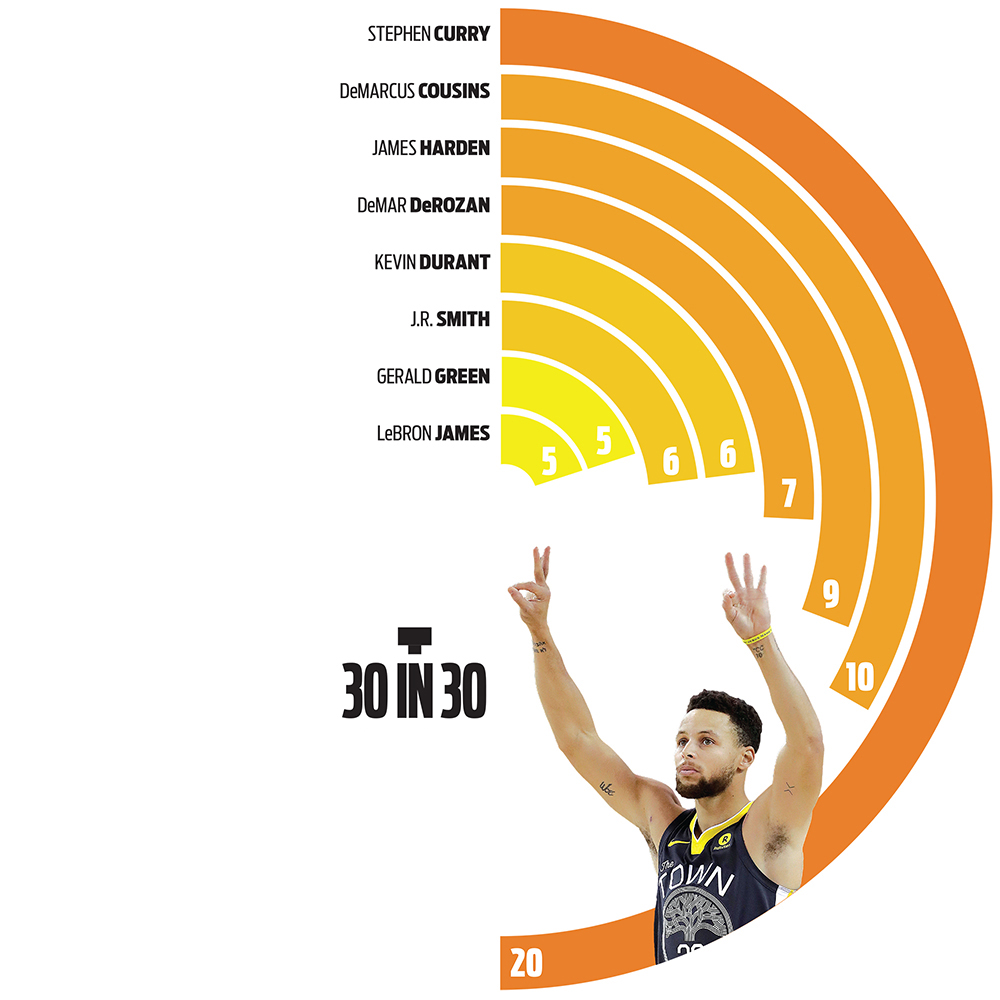 STEPHEN CURRY
DeMARCUS COUSINS
JAMES HARDEN
DeMAR DeROZAN
KEVIN DURANT
J.R. SMITH
GERALD GREEN
LeBRON JAMES
5
5
6
6
7
9
10
20
30 IN 30
The
TOWN